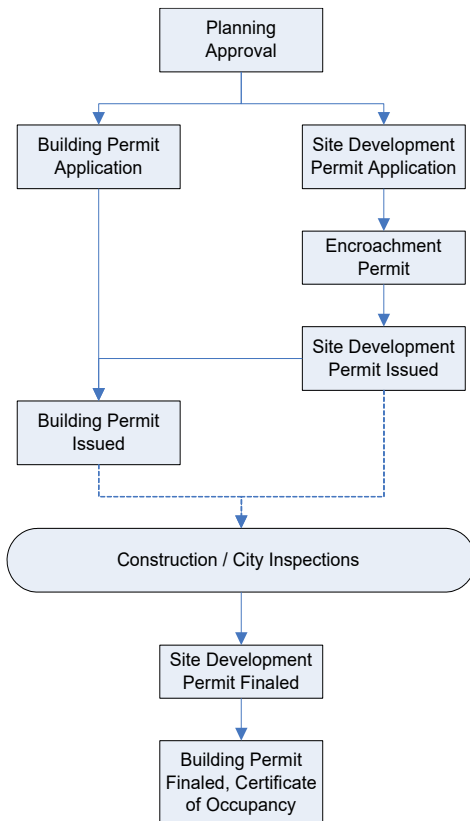 Planning
Approval
Building Permit
Application
Site Development
Permit Application
Encroachment
Permit
Site Development
Permit Issued
Building Permit
Issued
Construction / City Inspections
Site Development
Permit Finaled
Building Permit
Finaled, Certificate
of Occupancy